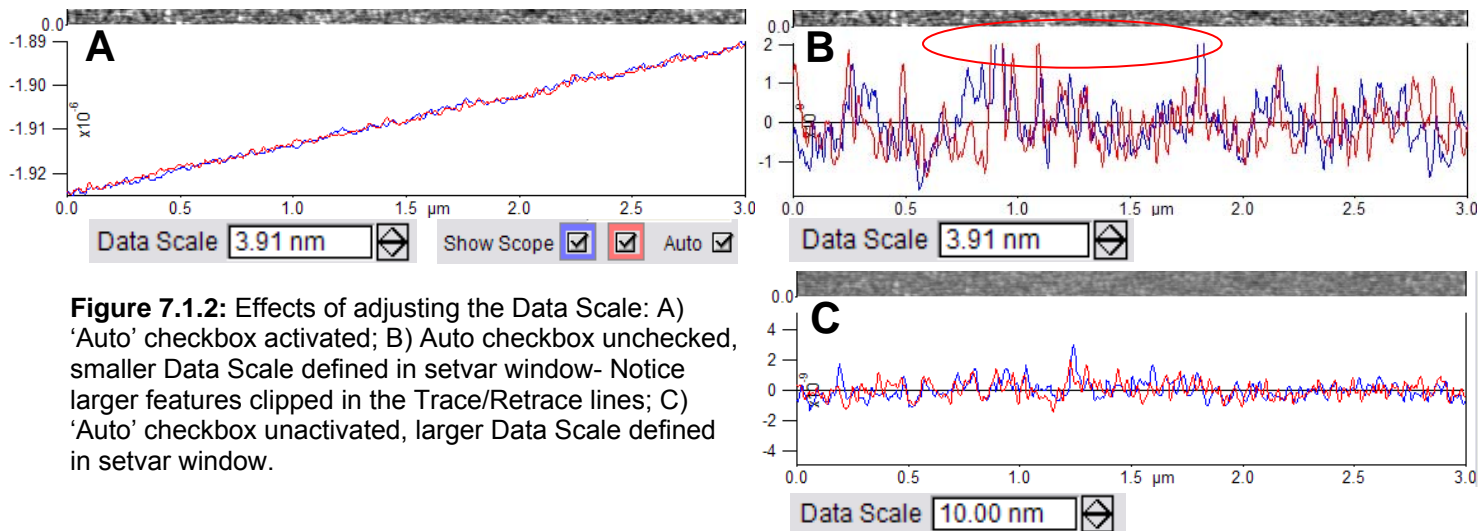 0.0
A
-1.89
-1.90
-1.91
-1.92
x10⁻⁶
0.0 0.5 1.0 1.5 µm 2.0 2.5 3.0
Data Scale 3.91 nm
Show Scope Auto
0.0
B
2
1
0
-1
0.0 0.5 1.0 1.5 µm 2.0 2.5 3.0
Data Scale 3.91 nm
Figure 7.1.2: Effects of adjusting the Data Scale: A)
‘Auto’ checkbox activated; B) Auto checkbox unchecked,
smaller Data Scale defined in setvar window- Notice
larger features clipped in the Trace/Retrace lines; C)
‘Auto’ checkbox unactivated, larger Data Scale defined
in setvar window.
0.0
C
4
2
0
-2
-4
0.0 0.5 1.0 1.5 µm 2.0 2.5 3.0
Data Scale 10.00 nm